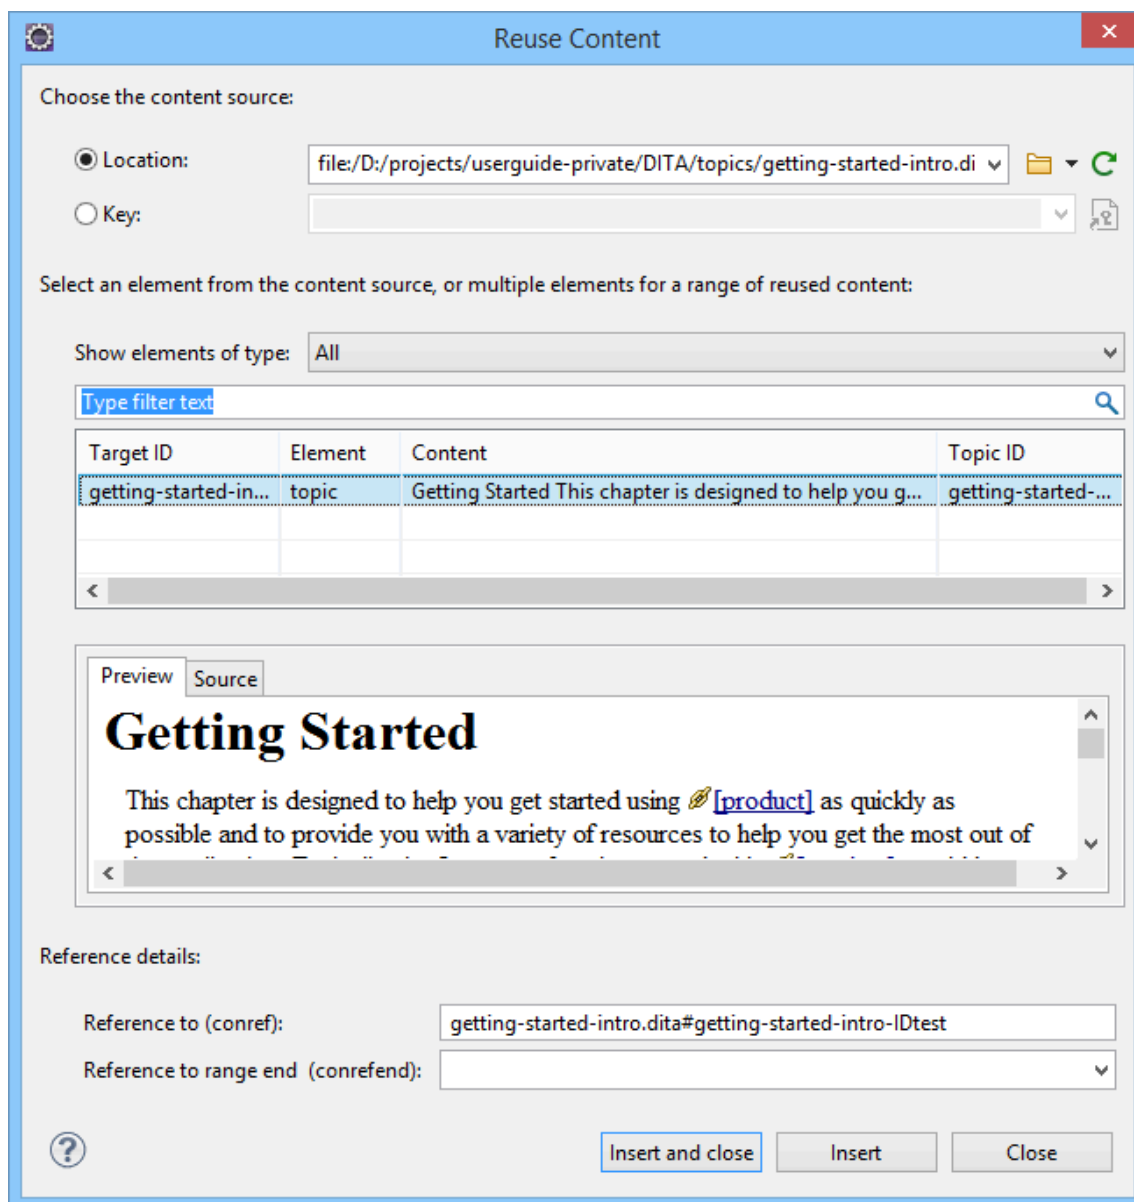 Reuse Content
Choose the content source:
Location: file:/D:/projects/userguide-private/DITA/topics/getting-started-intro.di
Key:
Select an element from the content source, or multiple elements for a range of reused content:
Show elements of type: All
Type filter text
Target ID Element Content Topic ID
getting-started-in... topic Getting Started This chapter is designed to help you g... getting-started-...
Preview Source
Getting Started
This chapter is designed to help you get started using [product] as quickly as
possible and to provide you with a variety of resources to help you get the most out of
Reference details:
Reference to (conref): getting-started-intro.dita#getting-started-intro-IDtest
Reference to range end (conrefend):
Insert and close Insert Close